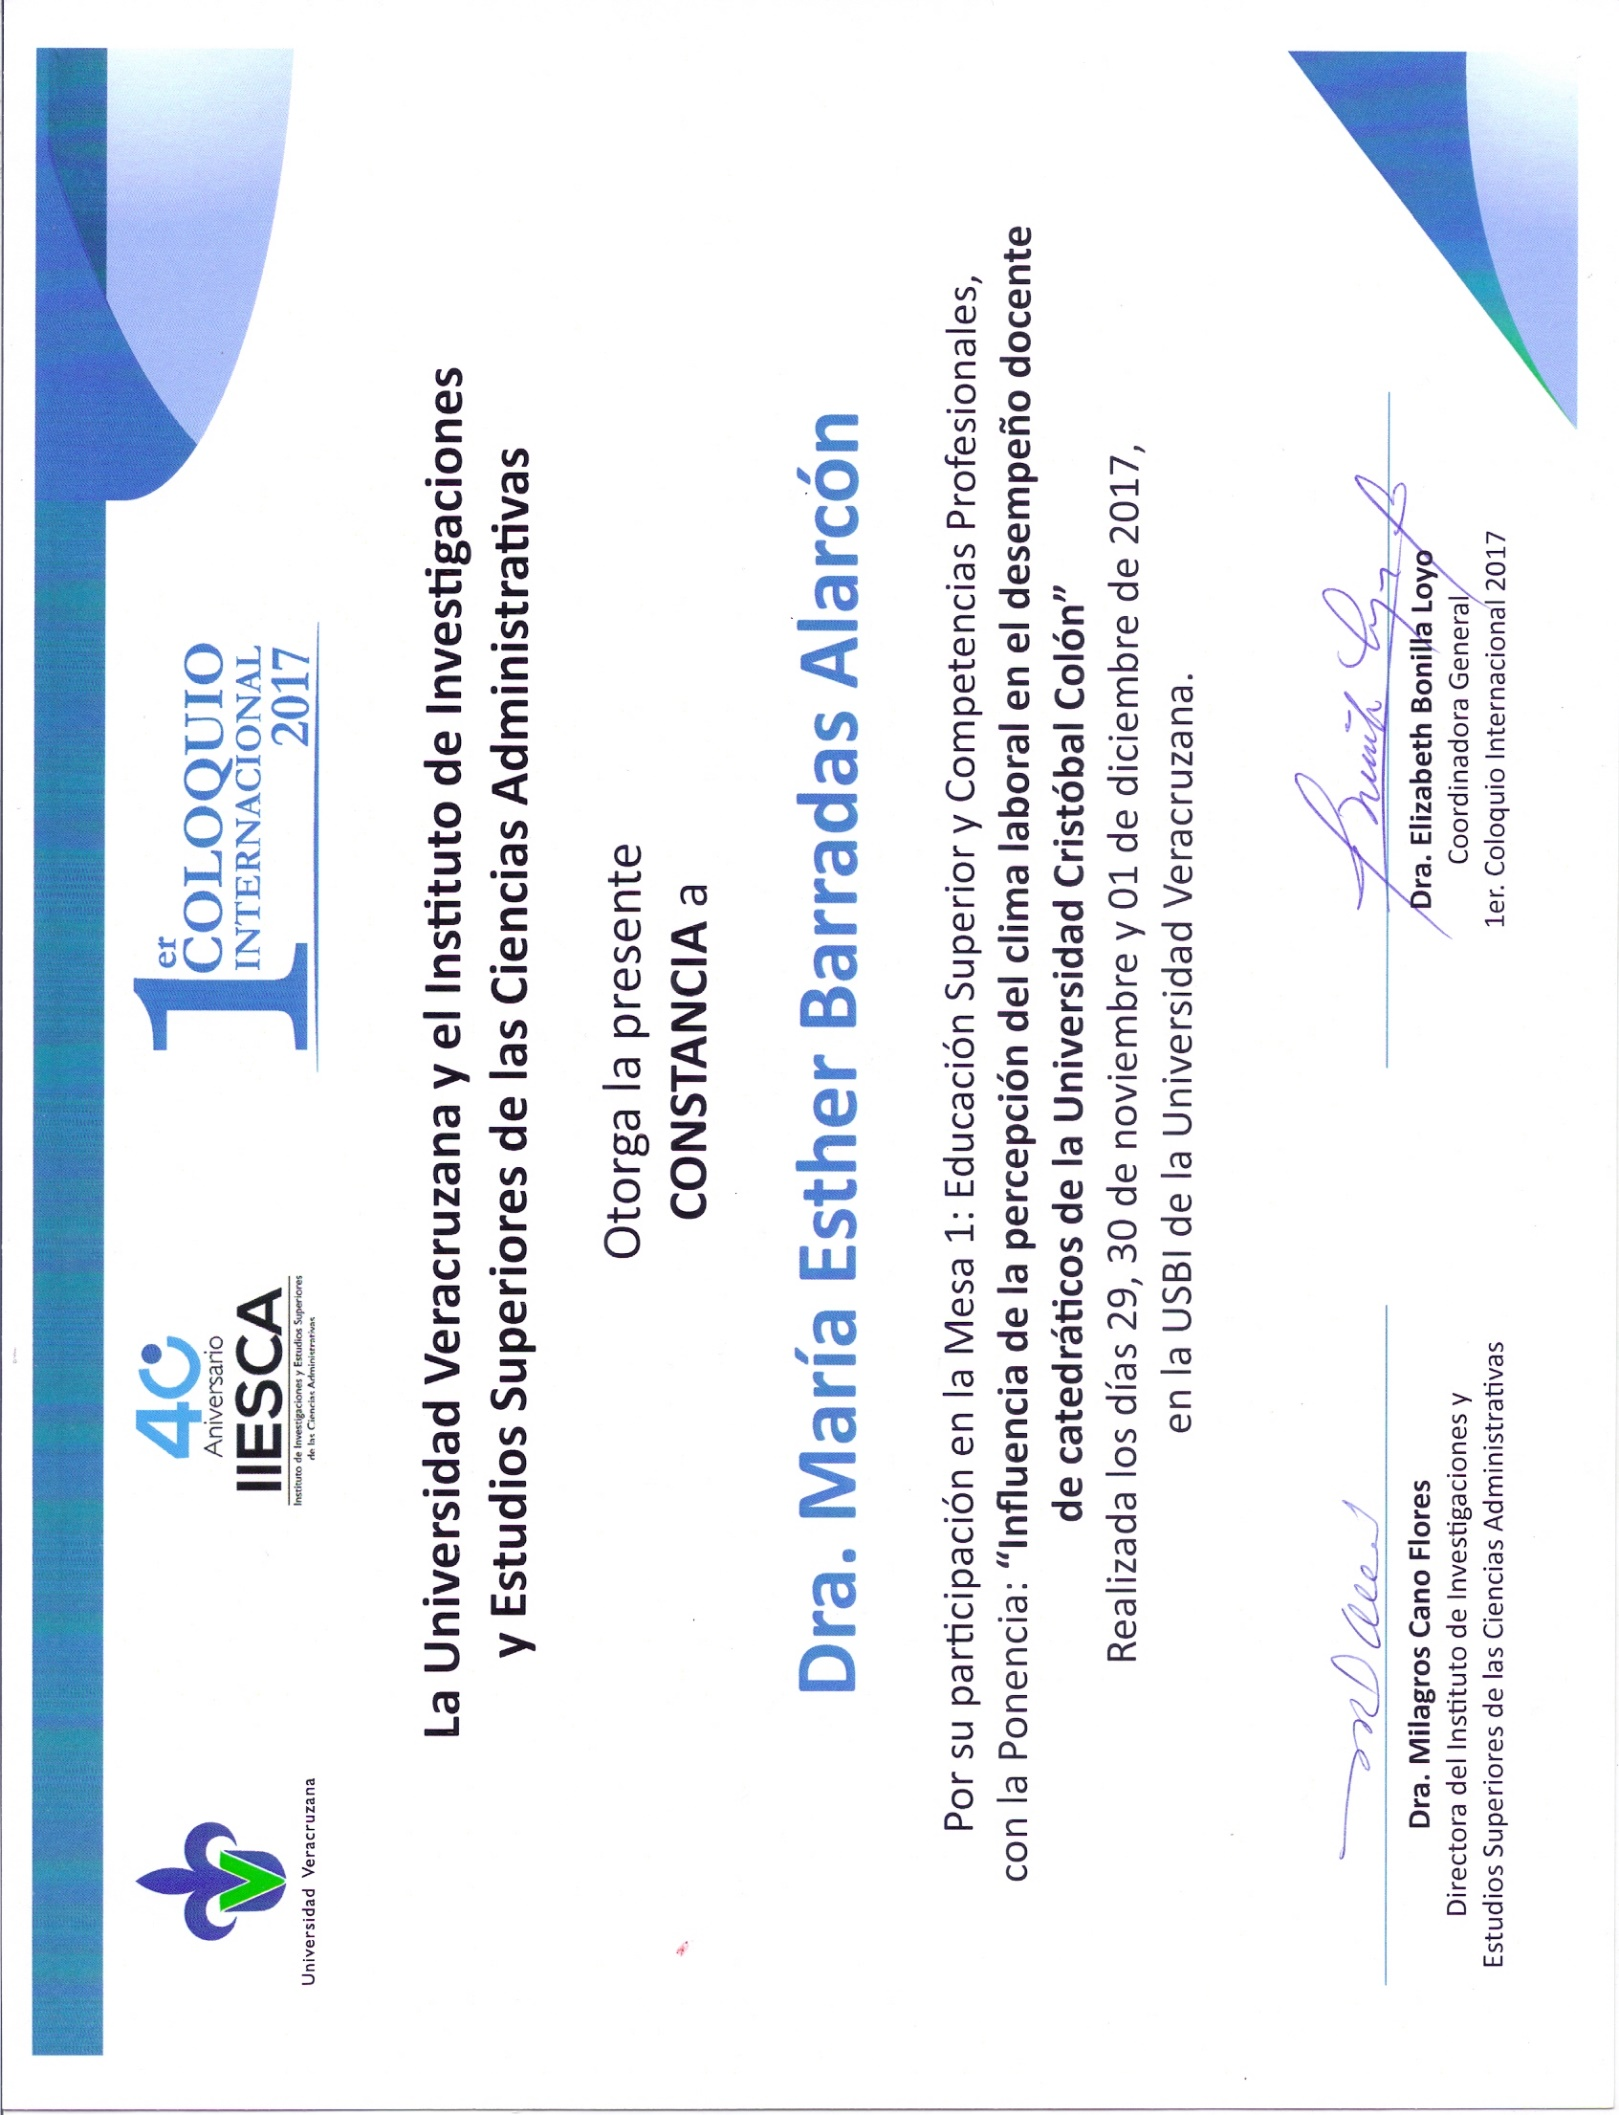 Universidad Veracruzana
40
Aniversario
IIESCA
Instituto de Investigaciones y Estudios Superiores
de las Ciencias Administrativas
1er
COLOQUIO
INTERNACIONAL
2017
La Universidad Veracruzana y el Instituto de Investigaciones
y Estudios Superiores de las Ciencias Administrativas
Otorga la presente
CONSTANCIA a
Dra. María Esther Barradas Alarcón
Por su participación en la Mesa 1: Educación Superior y Competencias Profesionales,
con la Ponencia: “Influencia de la percepción del clima laboral en el desempeño docente
de catedráticos de la Universidad Cristóbal Colón”
Realizada los días 29, 30 de noviembre y 01 de diciembre de 2017,
en la USBI de la Universidad Veracruzana.
Dra. Milagros Cano Flores
Directora del Instituto de Investigaciones y
Estudios Superiores de las Ciencias Administrativas
Dra. Elizabeth Bonilla Loyo
Coordinadora General
1er. Coloquio Internacional 2017